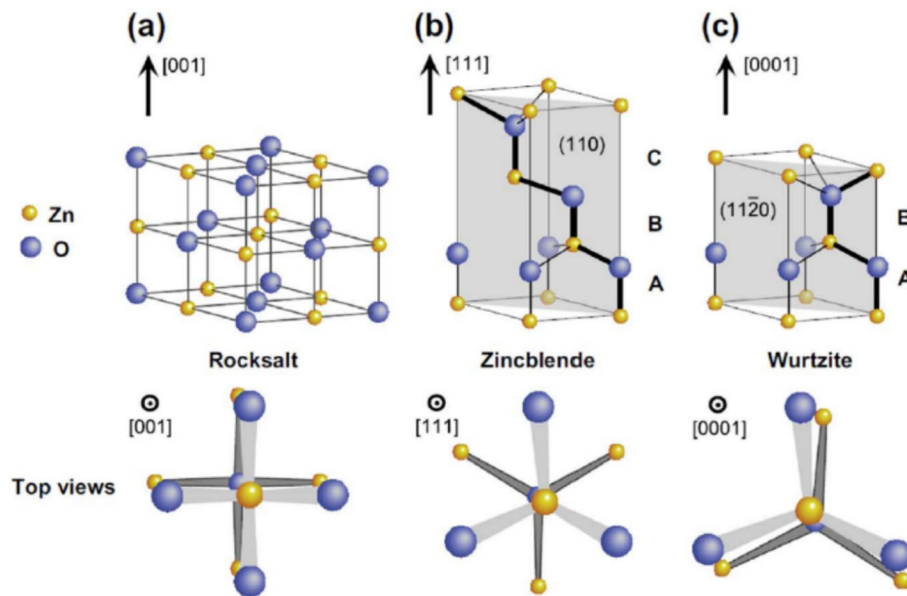 (a) (b) (c)
[001] [111] [0001]
(110)
C
(112̄0)
Zn
B B
O
A A
Rocksalt Zincblende Wurtzite
[001] [111] [0001]
Top views